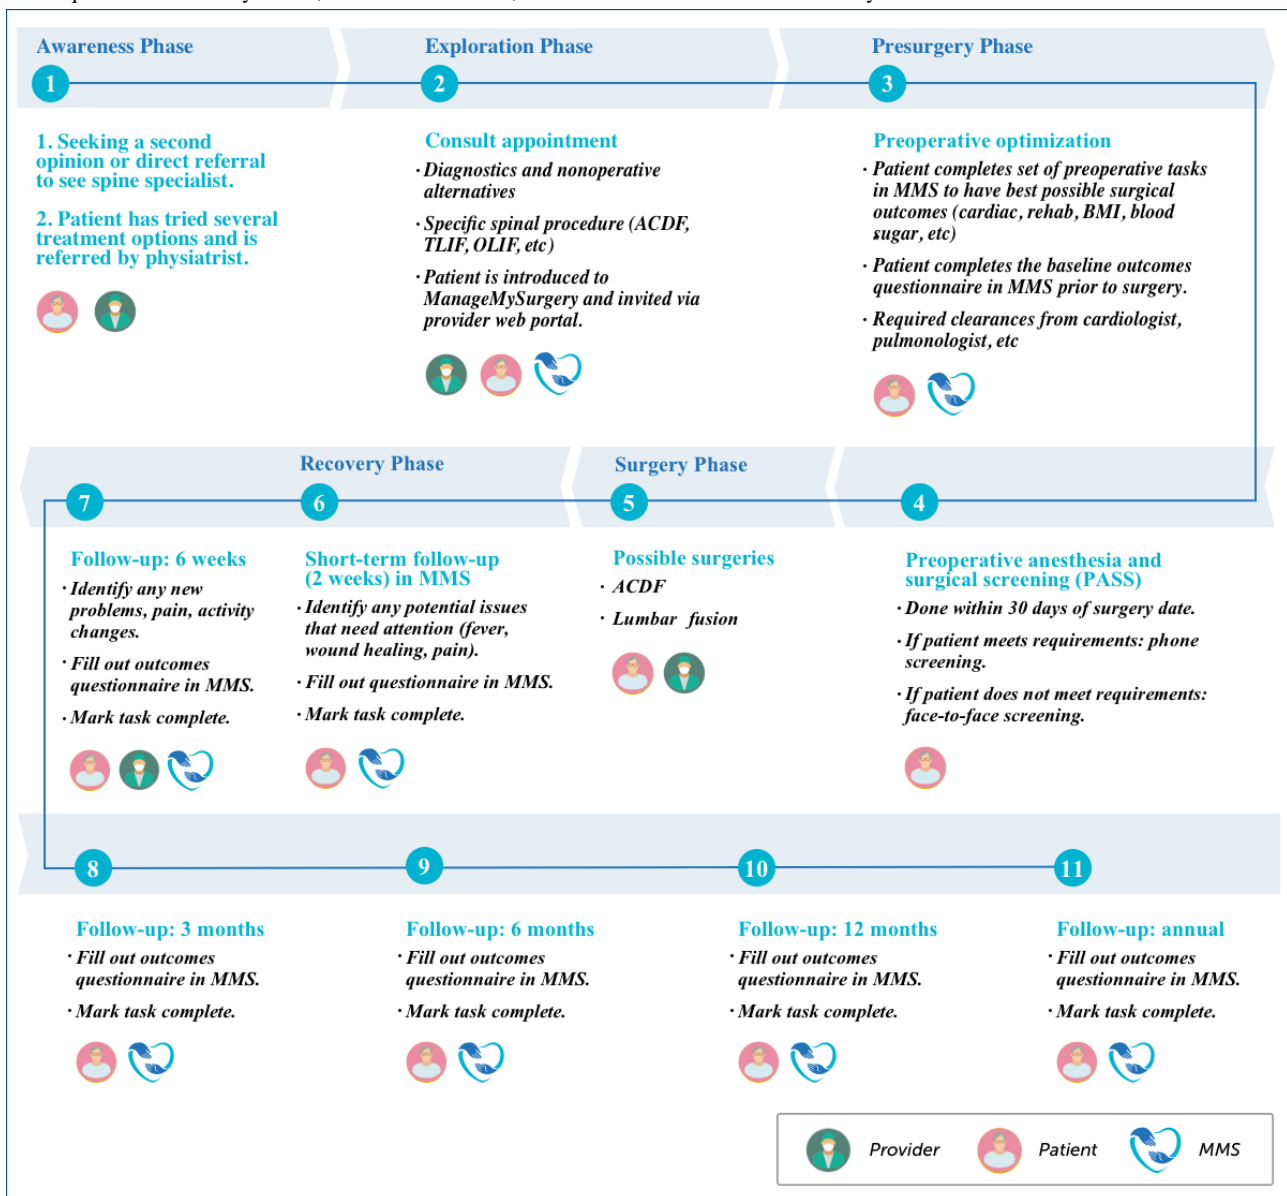 Awareness Phase
Exploration Phase
Presurgery Phase
1
2
3
1. Seeking a second
opinion or direct referral
to see spine specialist.
2. Patient has tried several
treatment options and is
referred by physiatrist.
Consult appointment
· Diagnostics and nonoperative
alternatives
· Specific spinal procedure (ACDF,
TLIF, OLIF, etc)
· Patient is introduced to
ManageMySurgery and invited via
provider web portal.
Preoperative optimization
· Patient completes set of preoperative tasks
in MMS to have best possible surgical
outcomes (cardiac, rehab, BMI, blood
sugar, etc)
· Patient completes the baseline outcomes
questionnaire in MMS prior to surgery.
· Required clearances from cardiologist,
pulmonologist, etc
Recovery Phase
Surgery Phase
7
6
5
4
Follow-up: 6 weeks
· Identify any new
problems, pain, activity
changes.
· Fill out outcomes
questionnaire in MMS.
· Mark task complete.
Short-term follow-up
(2 weeks) in MMS
· Identify any potential issues
that need attention (fever,
wound healing, pain).
· Fill out questionnaire in MMS.
· Mark task complete.
Possible surgeries
· ACDF
· Lumbar fusion
Preoperative anesthesia and
surgical screening (PASS)
· Done within 30 days of surgery date.
· If patient meets requirements: phone
screening.
· If patient does not meet requirements:
face-to-face screening.
8
9
10
11
Follow-up: 3 months
· Fill out outcomes
questionnaire in MMS.
· Mark task complete.
Follow-up: 6 months
· Fill out outcomes
questionnaire in MMS.
· Mark task complete.
Follow-up: 12 months
· Fill out outcomes
questionnaire in MMS.
· Mark task complete.
Follow-up: annual
· Fill out outcomes
questionnaire in MMS.
· Mark task complete.
Provider
Patient
MMS